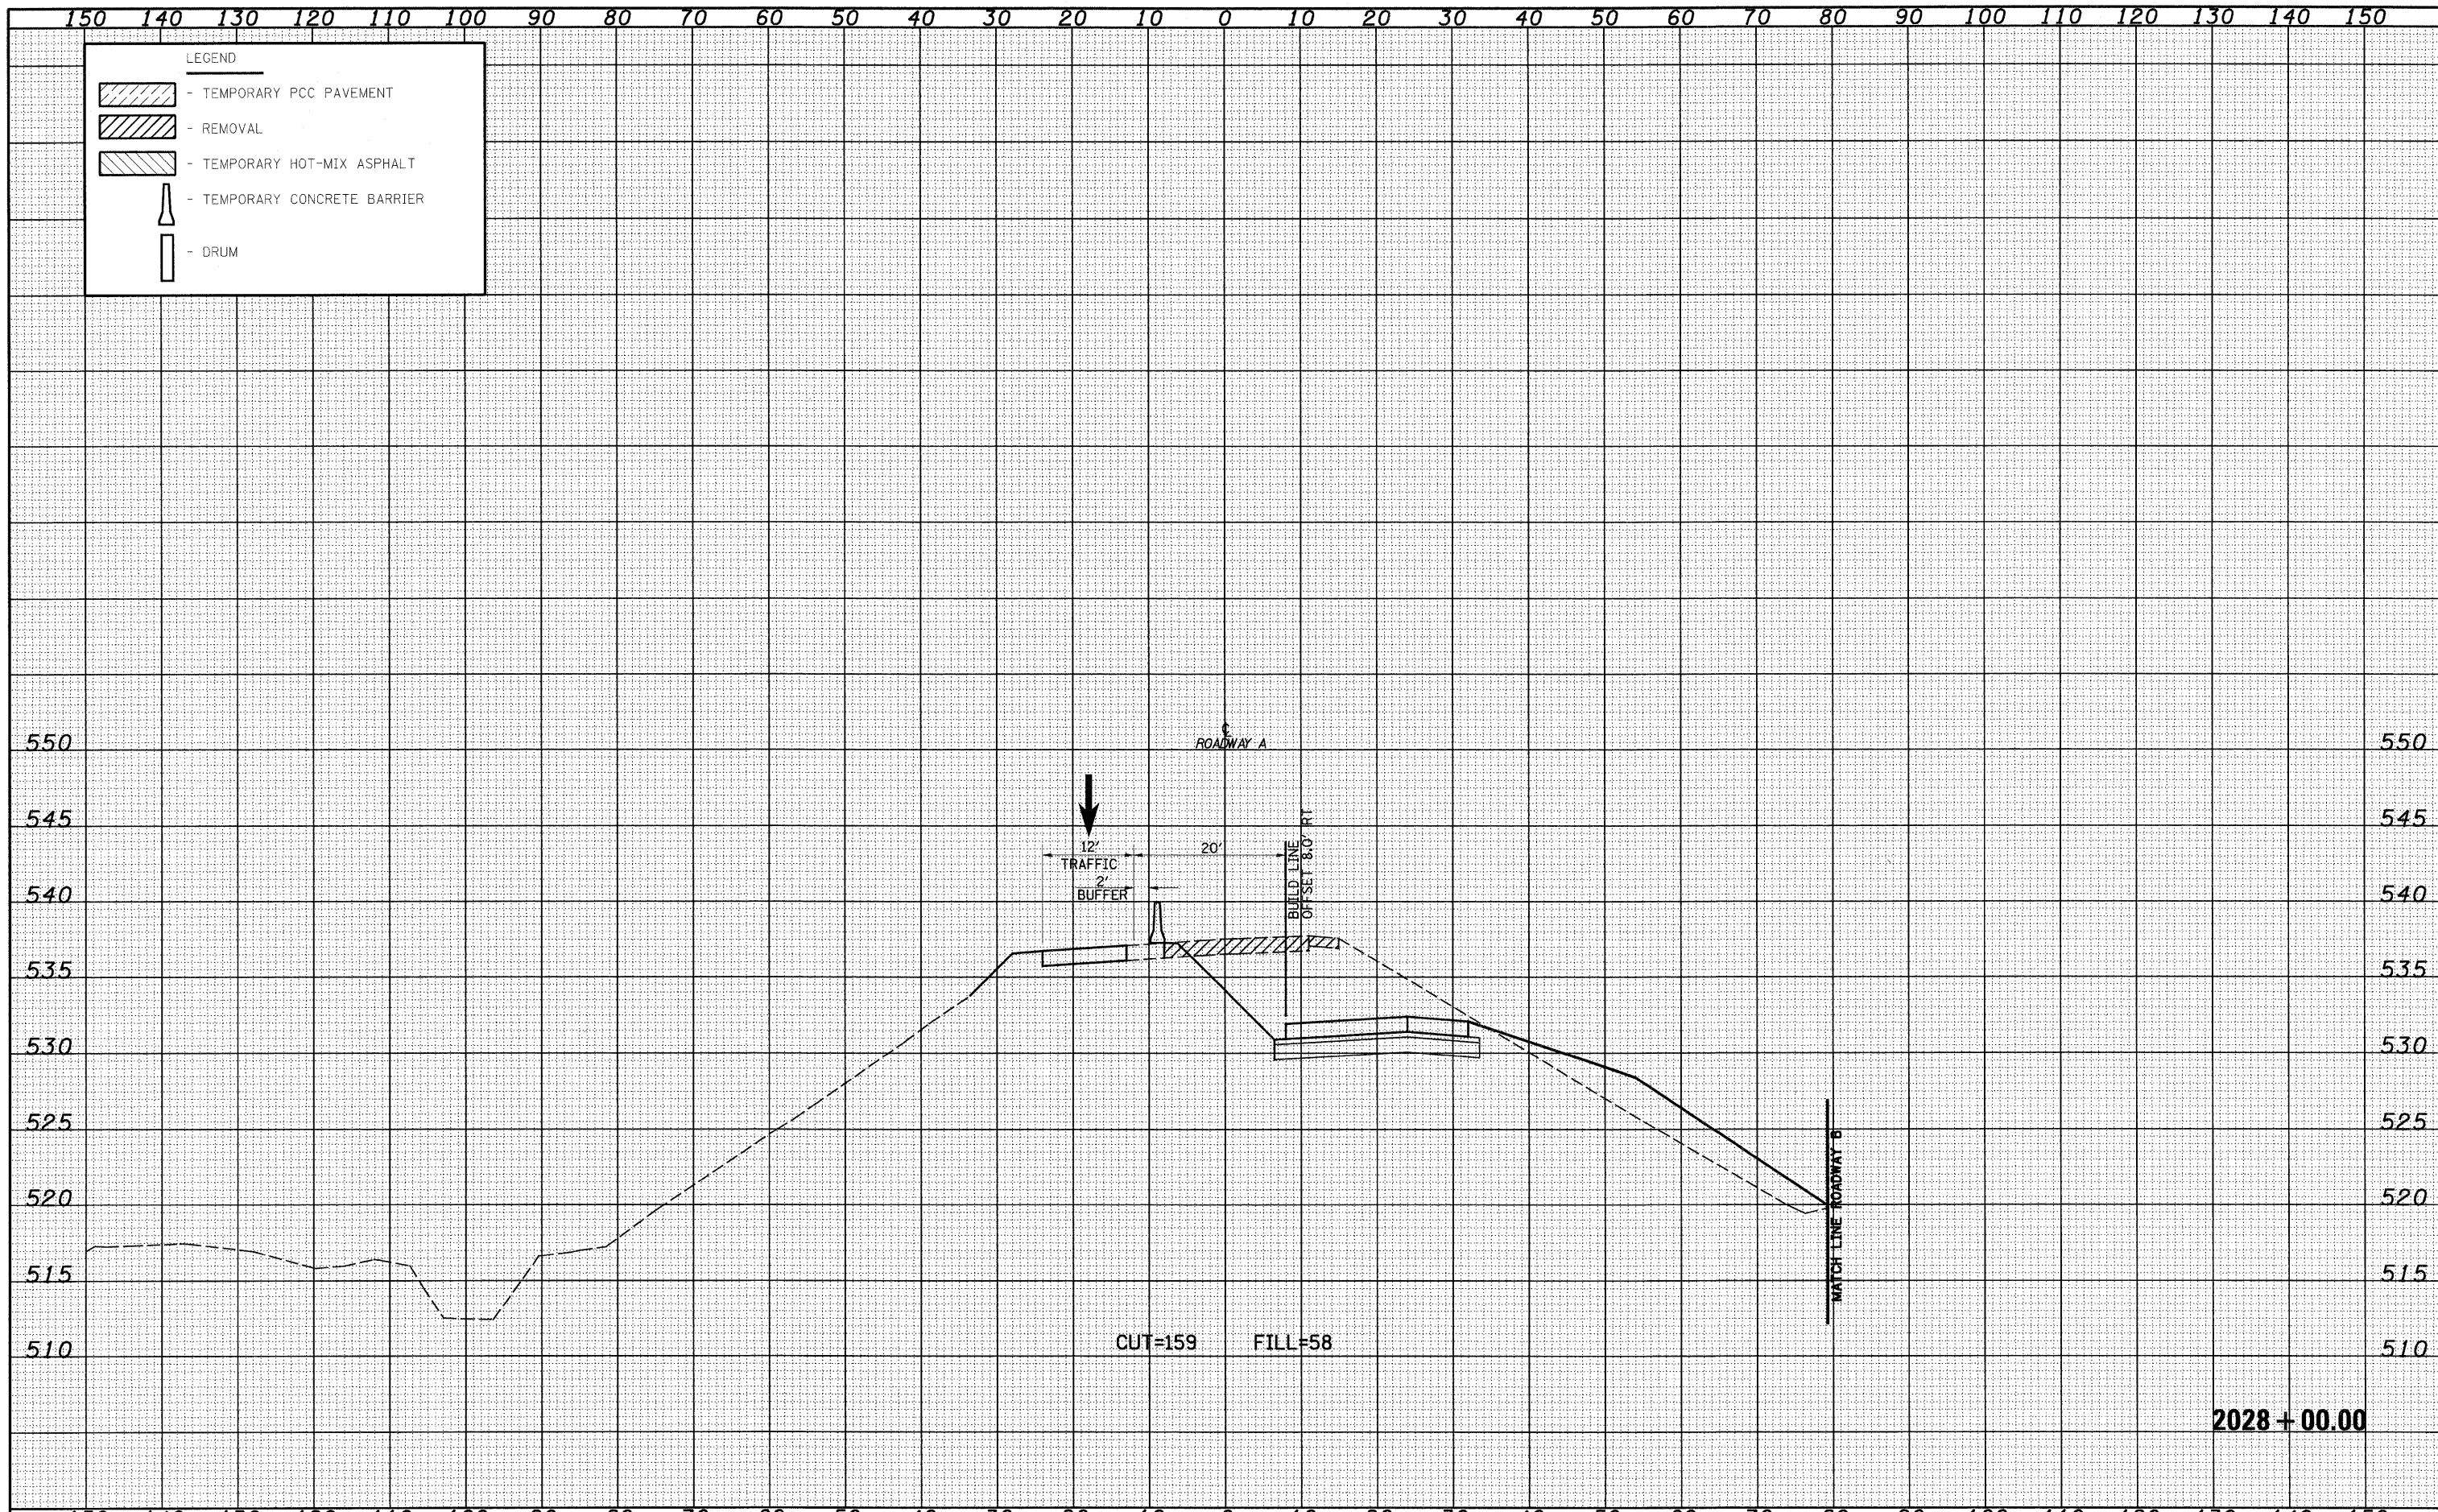 150 140 130 120 110 100 90 80 70 60 50 40 30 20 10 0 10 20 30 40 50 60 70 80 90 100 110 120 130 140 150
LEGEND
- TEMPORARY PCC PAVEMENT
- REMOVAL
- TEMPORARY HOT-MIX ASPHALT
- TEMPORARY CONCRETE BARRIER
- DRUM
℄
ROADWAY A
550 550
545 545
12'
TRAFFIC
20'
2'
BUFFER
BUILD LINE
OFFSET 8.0' RT
540 540
535 535
530 530
525 525
MATCH LINE ROADWAY B
520 520
515 515
510 510
CUT=159 FILL=58
2028 + 00.00